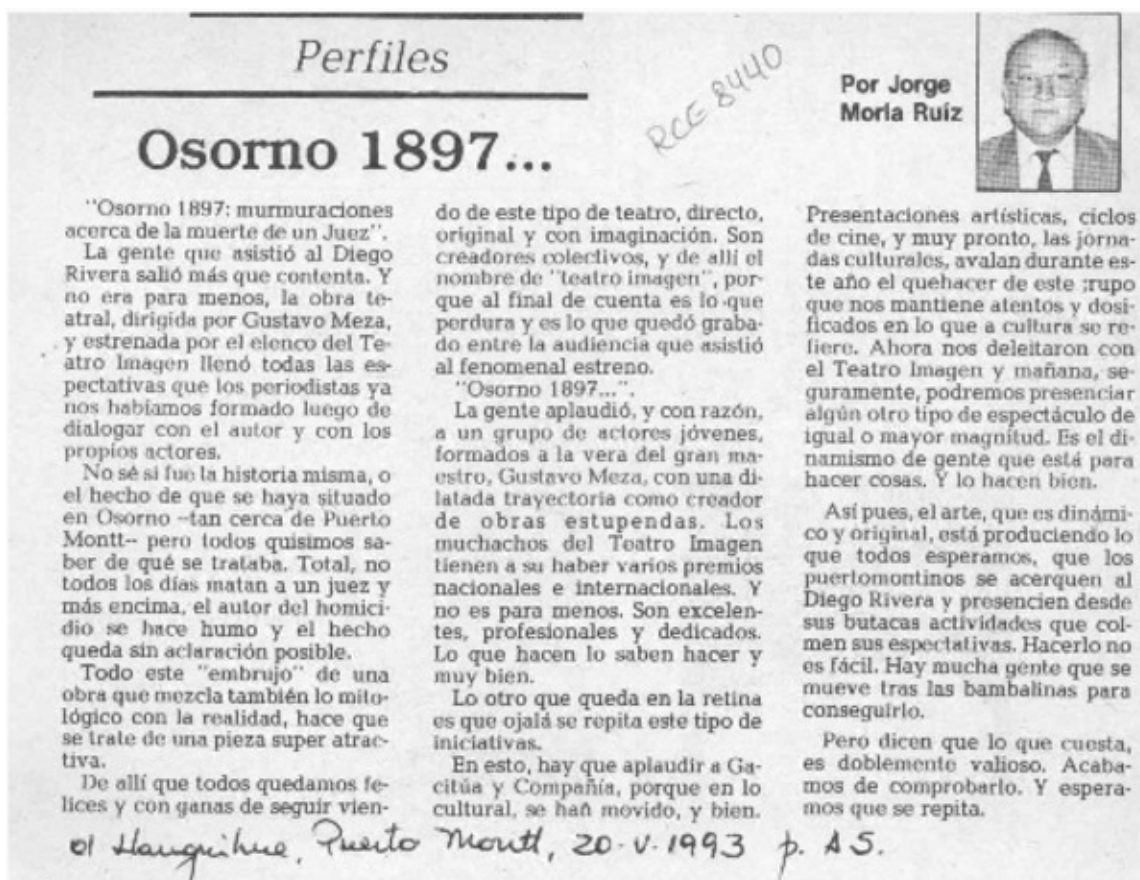 Perfiles
RCE 8440
Por Jorge
Morla Ruíz
Osorno 1897...
"Osorno 1897: murmuraciones
acerca de la muerte de un Juez".
La gente que asistió al Diego
Rivera salió más que contenta. Y
no era para menos, la obra te-
atral, dirigida por Gustavo Meza,
y estrenada por el elenco del Te-
atro Imagen llenó todas las es-
pectativas que los periodistas ya
nos habíamos formado luego de
dialogar con el autor y con los
propios actores.
No sé si fue la historia misma, o
el hecho de que se haya situado
en Osorno –tan cerca de Puerto
Montt– pero todos quisimos sa-
ber de qué se trataba. Total, no
todos los días matan a un juez y
más encima, el autor del homici-
dio se hace humo y el hecho
queda sin aclaración posible.
Todo este "embrujo" de una
obra que mezcla también lo mito-
lógico con la realidad, hace que
se trate de una pieza super atrac-
tiva.
De allí que todos quedamos fe-
lices y con ganas de seguir vien-
do de este tipo de teatro, directo,
original y con imaginación. Son
creadores colectivos, y de allí el
nombre de "teatro imagen", por-
que al final de cuenta es lo que
perdura y es lo que quedó graba-
do entre la audiencia que asistió
al fenomenal estreno.
"Osorno 1897...".
La gente aplaudió, y con razón,
a un grupo de actores jóvenes,
formados a la vera del gran ma-
estro, Gustavo Meza, con una di-
latada trayectoria como creador
de obras estupendas. Los
muchachos del Teatro Imagen
tienen a su haber varios premios
nacionales e internacionales. Y
no es para menos. Son excelen-
tes, profesionales y dedicados.
Lo que hacen lo saben hacer y
muy bien.
Lo otro que queda en la retina
es que ojalá se repita este tipo de
iniciativas.
En esto, hay que aplaudir a Ga-
citúa y Compañía, porque en lo
cultural, se han movido, y bien.
Presentaciones artísticas, ciclos
de cine, y muy pronto, las jorna-
das culturales, avalan durante es-
te año el quehacer de este :rupo
que nos mantiene atentos y dosi-
ficados en lo que a cultura se re-
fiere. Ahora nos deleitaron con
el Teatro Imagen y mañana, se-
guramente, podremos presenciar
algún otro tipo de espectáculo de
igual o mayor magnitud. Es el di-
namismo de gente que está para
hacer cosas. Y lo hacen bien.
Así pues, el arte, que es dinámi-
co y original, está produciendo lo
que todos esperamos, que los
puertomontinos se acerquen al
Diego Rivera y presencien desde
sus butacas actividades que col-
men sus espectativas. Hacerlo no
es fácil. Hay mucha gente que se
mueve tras las bambalinas para
conseguirlo.
Pero dicen que lo que cuesta,
es doblemente valioso. Acaba-
mos de comprobarlo. Y espera-
mos que se repita.
el Llanquihue, Puerto Montt, 20-V-1993 p. A5.